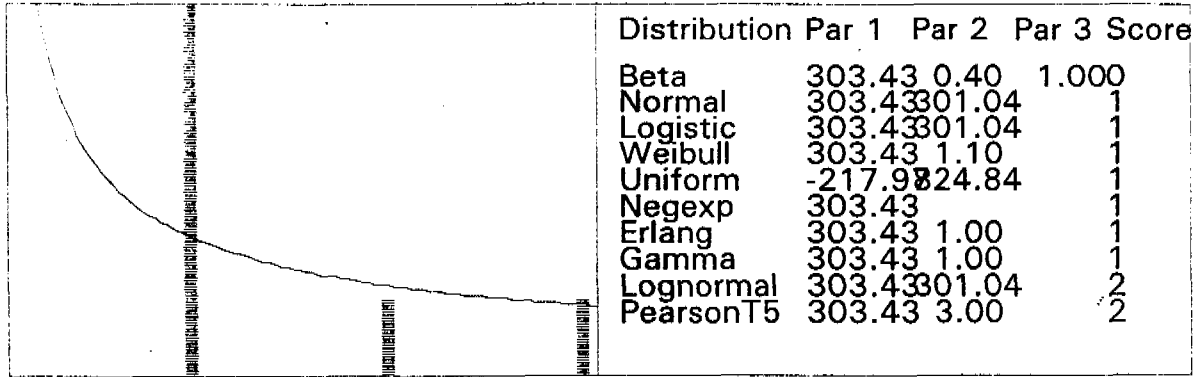 Distribution Par 1 Par 2 Par 3 Score
Beta 303.43 0.40 1.000
Normal 303.43 301.04 1
Logistic 303.43 301.04 1
Weibull 303.43 1.10 1
Uniform -217.98 824.84 1
Negexp 303.43 1
Erlang 303.43 1.00 1
Gamma 303.43 1.00 1
Lognormal 303.43 301.04 2
PearsonT5 303.43 3.00 2